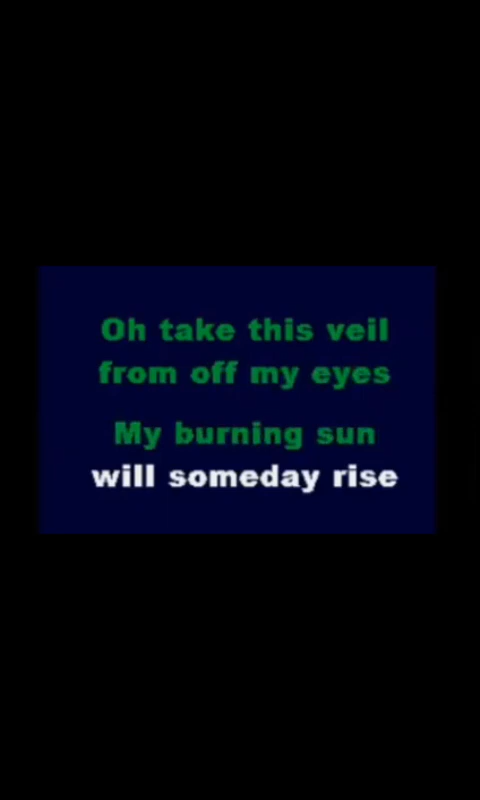 Oh take this veil
from off my eyes
My burning sun
will someday rise